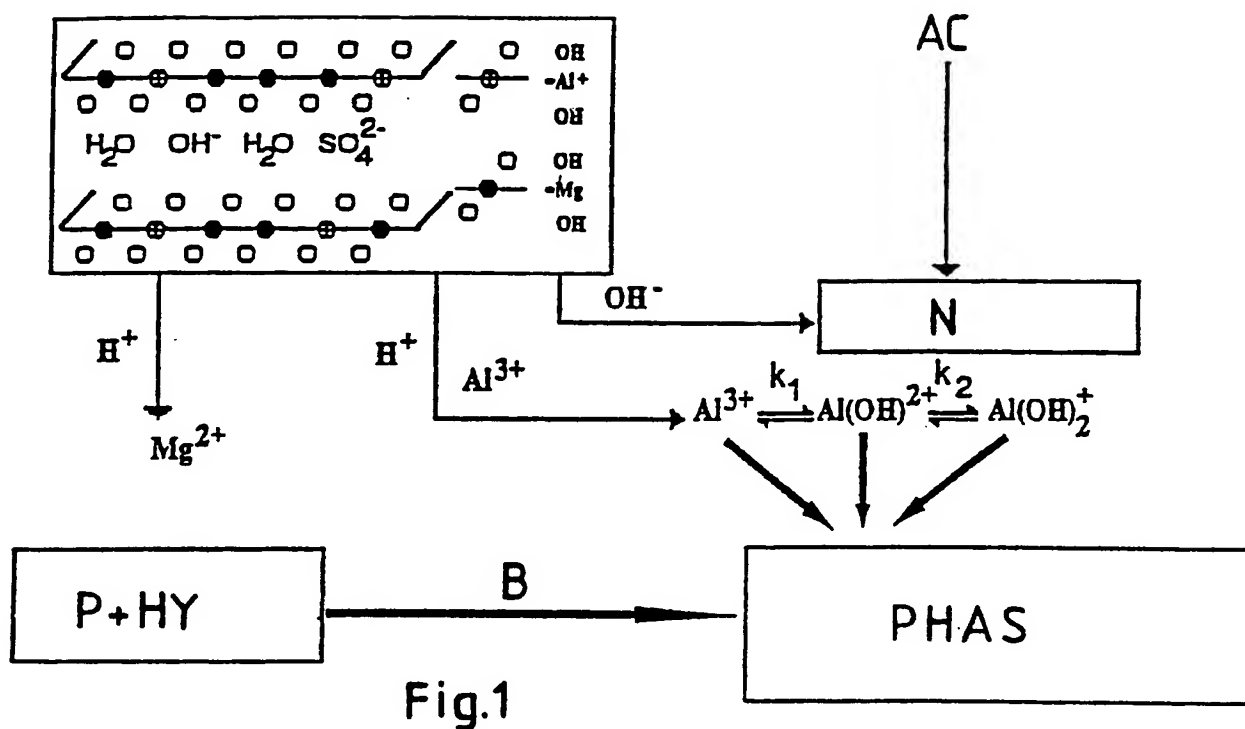 AC
OH
-Al⁺
OH
H₂O OH⁻ H₂O SO₄²⁻
OH
-Mg
OH
OH⁻
N
H⁺
H⁺
Al³⁺
Mg²⁺
k₁
k₂
Al³⁺ ⇌ Al(OH)²⁺ ⇌ Al(OH)₂⁺
P+HY
B
PHAS
Fig.1